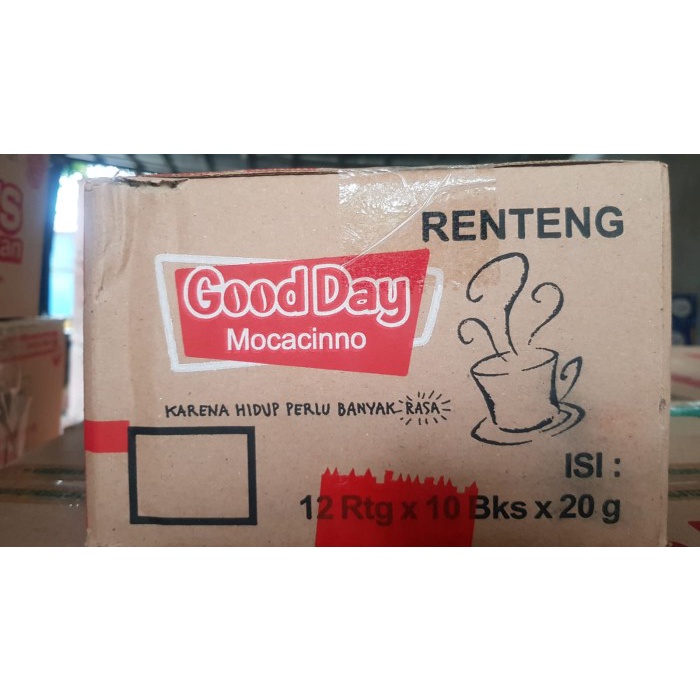 RENTENG
Good Day
Mocacinno
KARENA HIDUP PERLU BANYAK RASA
ISI :
12 Rtg x 10 Bks x 20 g